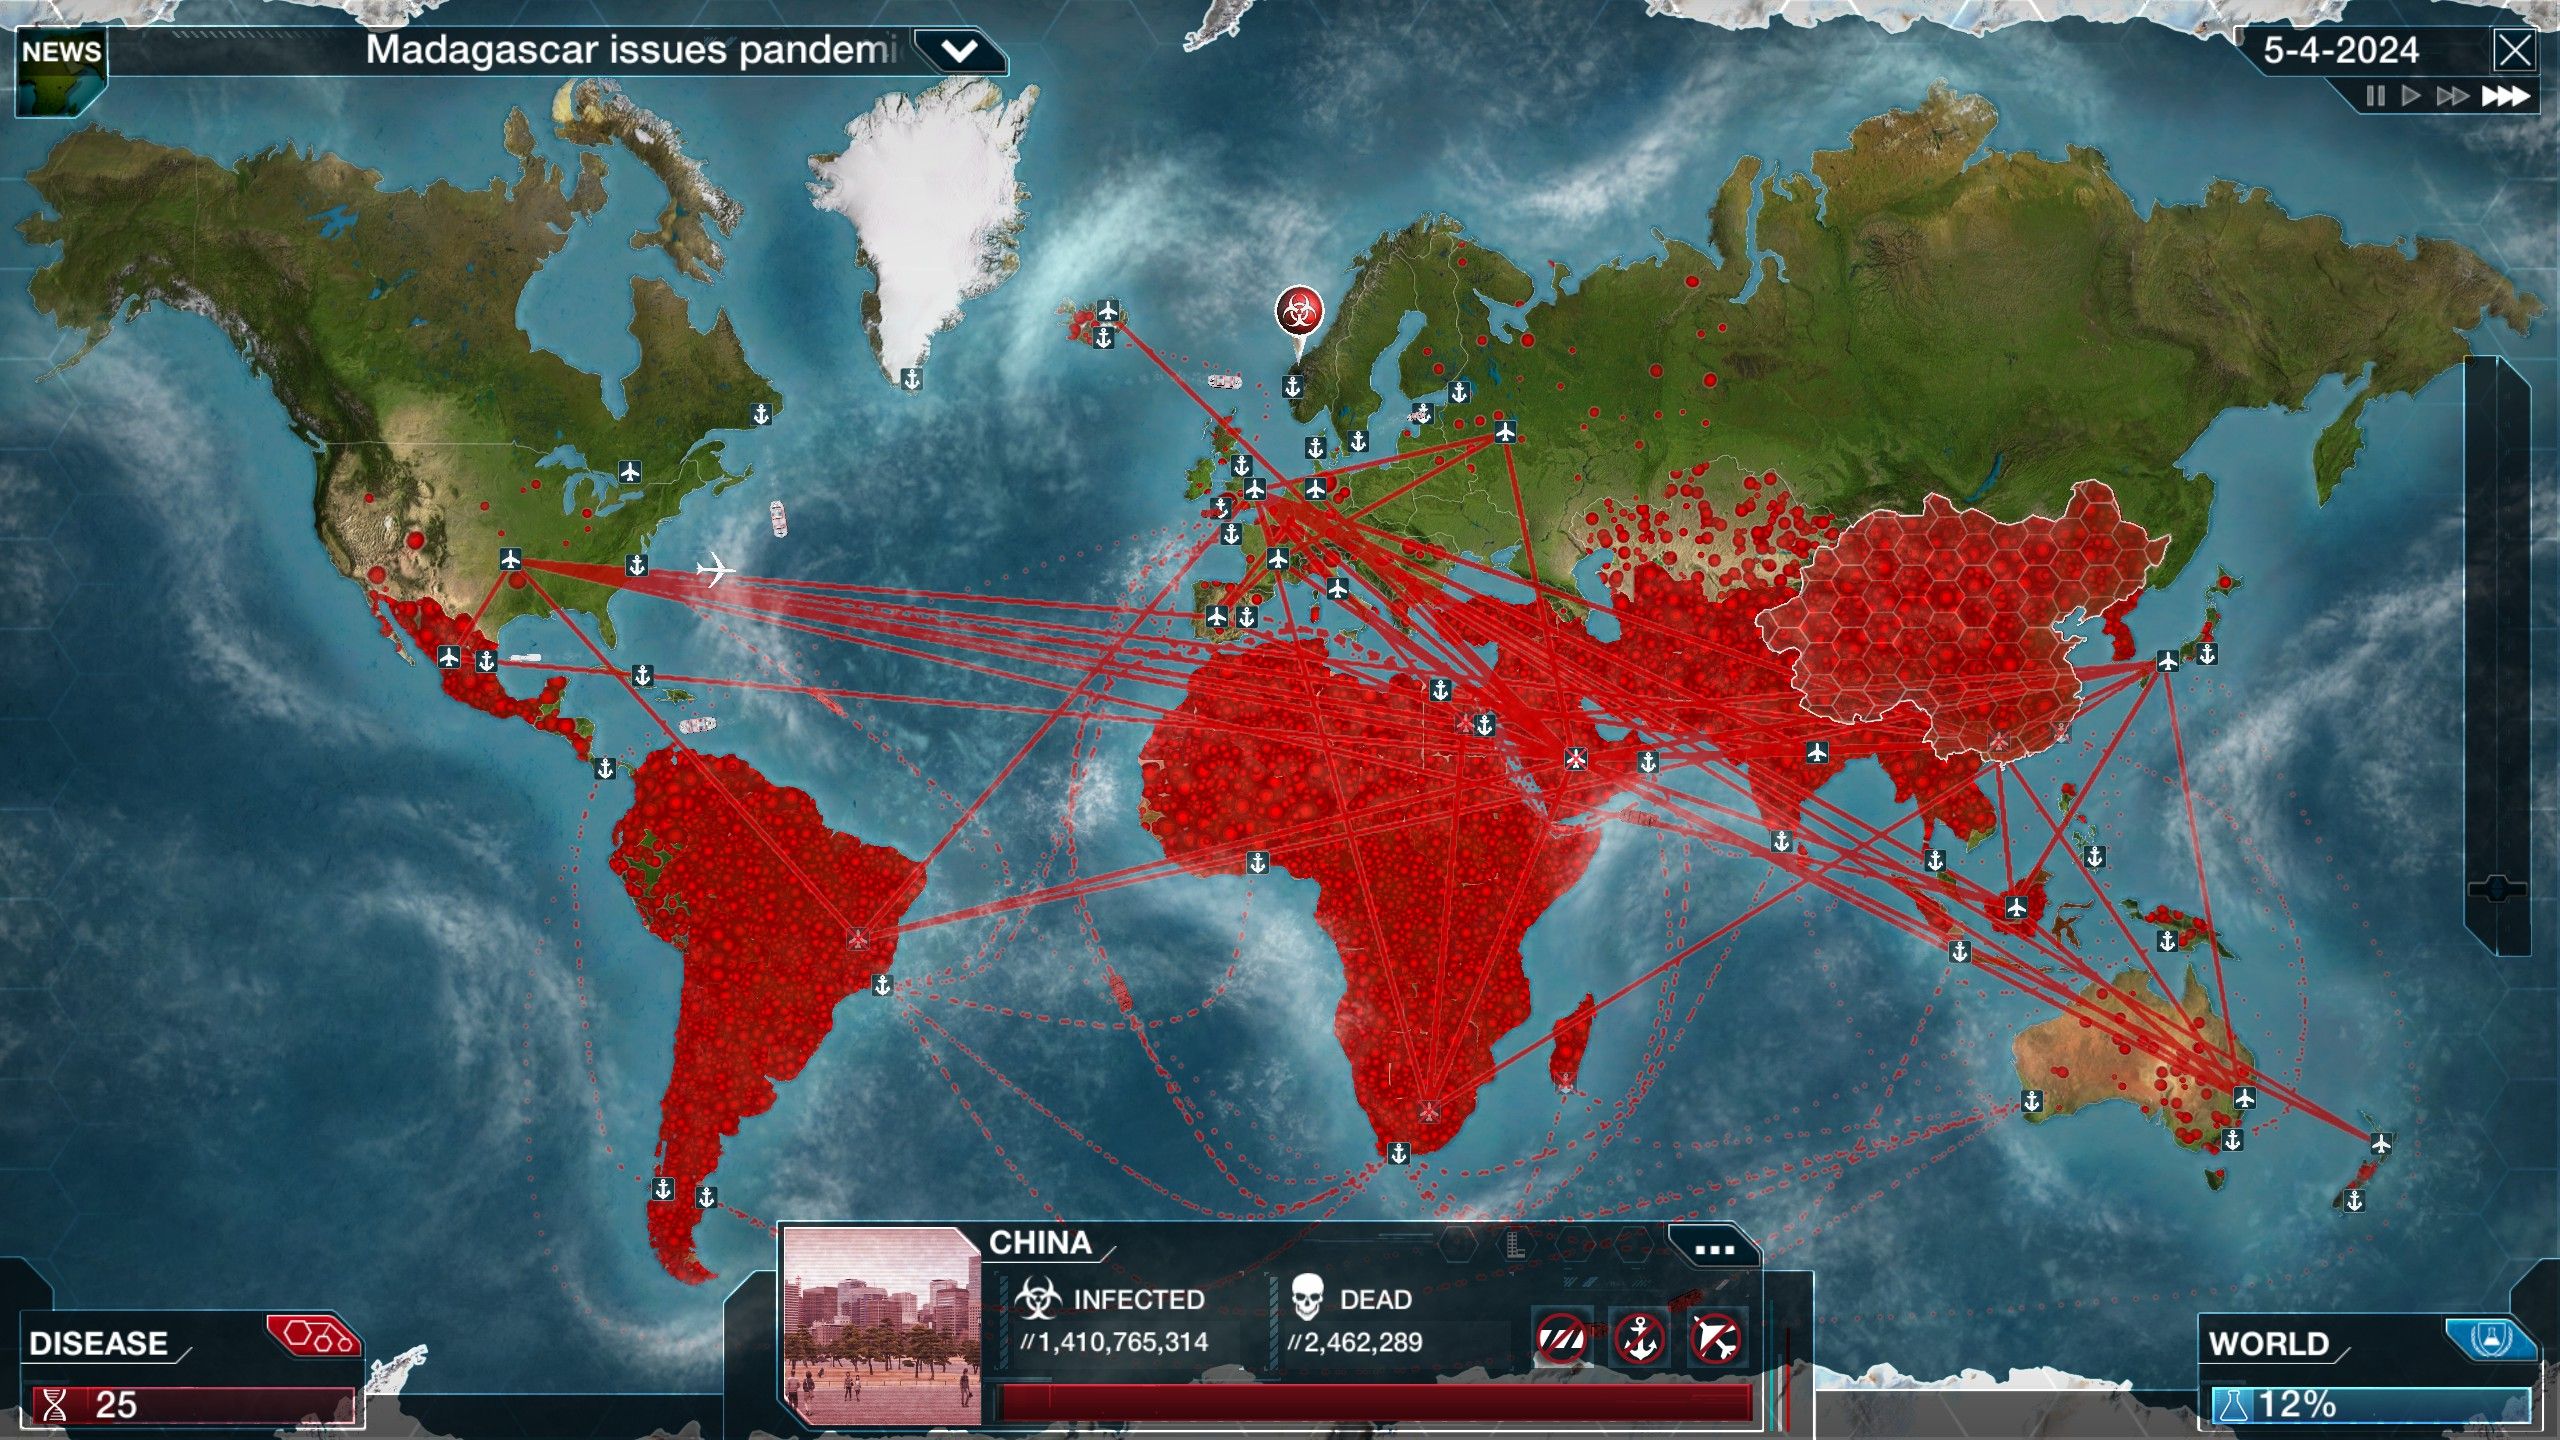 NEWS
Madagascar issues pandemi
5-4-2024
CHINA
INFECTED
//1,410,765,314
DEAD
//2,462,289
DISEASE
25
WORLD
12%